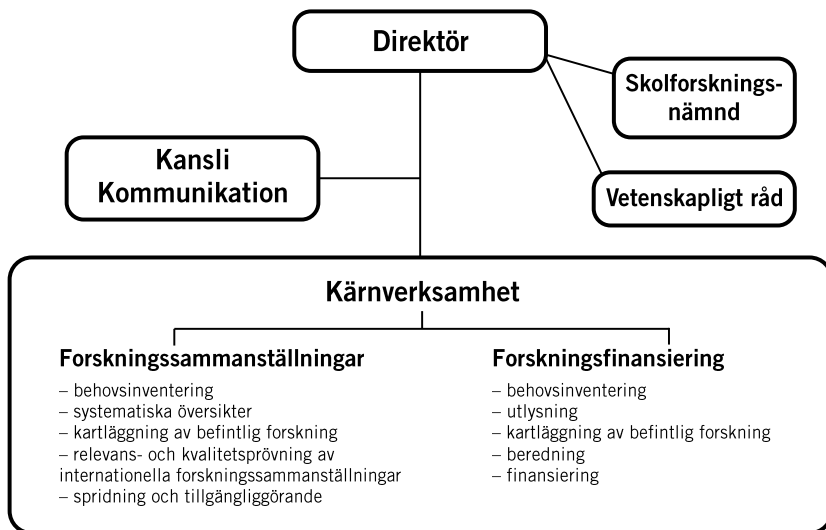 Direktör
Skolforsknings-
nämnd
Kansli
Kommunikation
Vetenskapligt råd
Kärnverksamhet
Forskningssammanställningar
– behovsinventering
– systematiska översikter
– kartläggning av befintlig forskning
– relevans- och kvalitetsprövning av
internationella forskningssammanställningar
– spridning och tillgängliggörande
Forskningsfinansiering
– behovsinventering
– utlysning
– kartläggning av befintlig forskning
– beredning
– finansiering